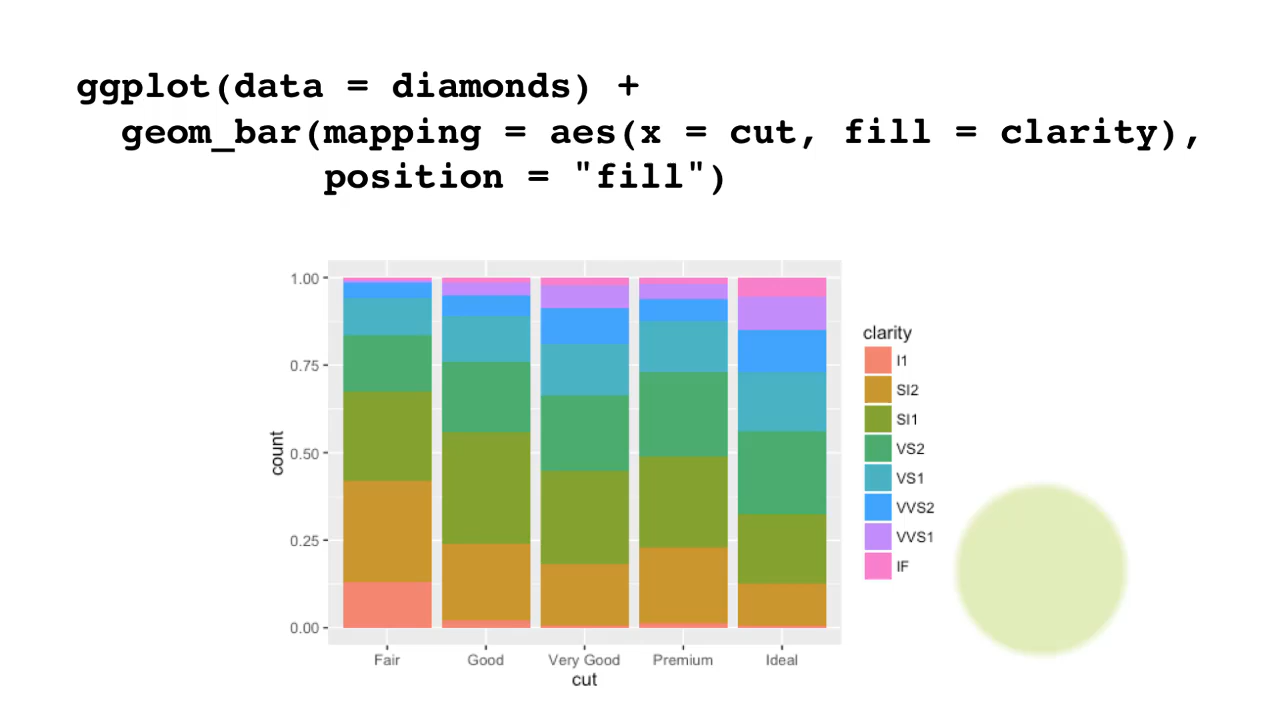 ggplot(data = diamonds) +
geom_bar(mapping = aes(x = cut, fill = clarity),
position = "fill")
1.00
0.75
0.50
0.25
0.00
count
Fair Good Very Good Premium Ideal
cut
clarity
I1
SI2
SI1
VS2
VS1
VVS2
VVS1
IF